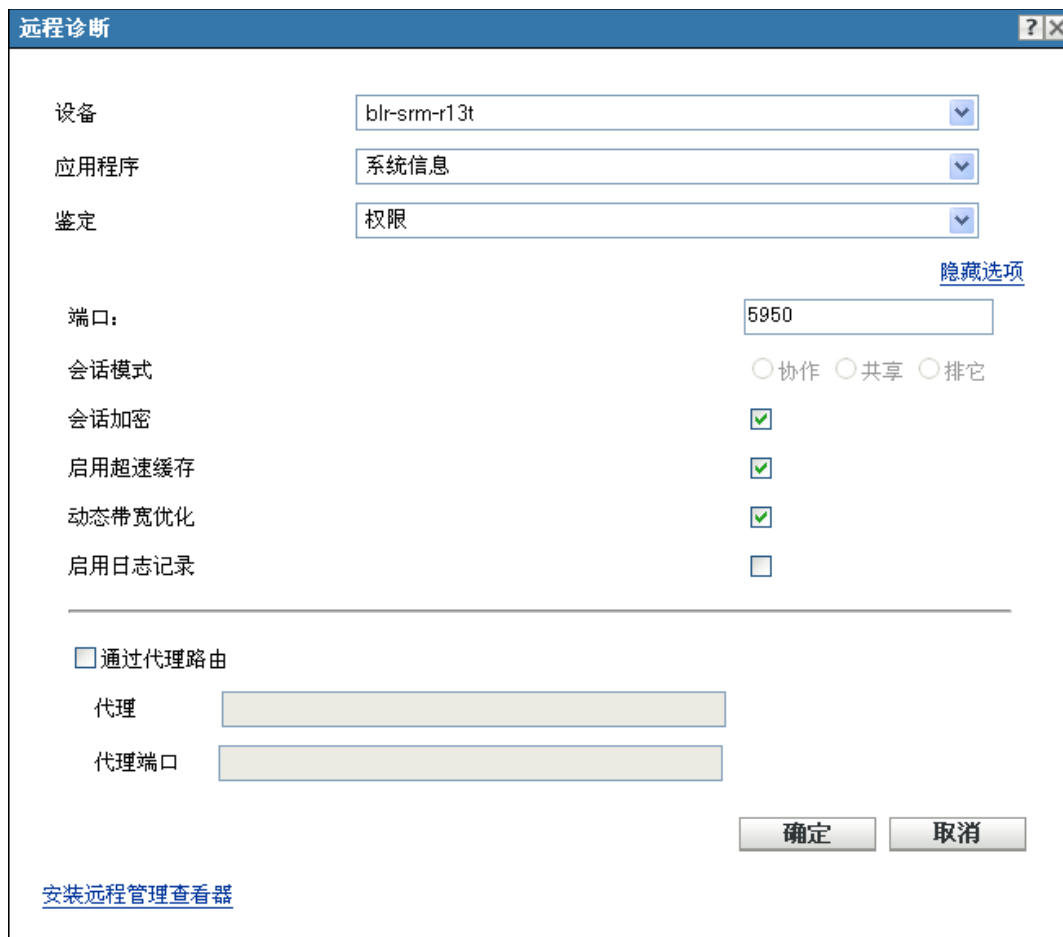 远程诊断
设备 blr-srm-r13t
应用程序 系统信息
鉴定 权限
隐藏选项
端口： 5950
会话模式 协作 共享 排它
会话加密
启用超速缓存
动态带宽优化
启用日志记录
通过代理路由
代理
代理端口
确定 取消
安装远程管理查看器